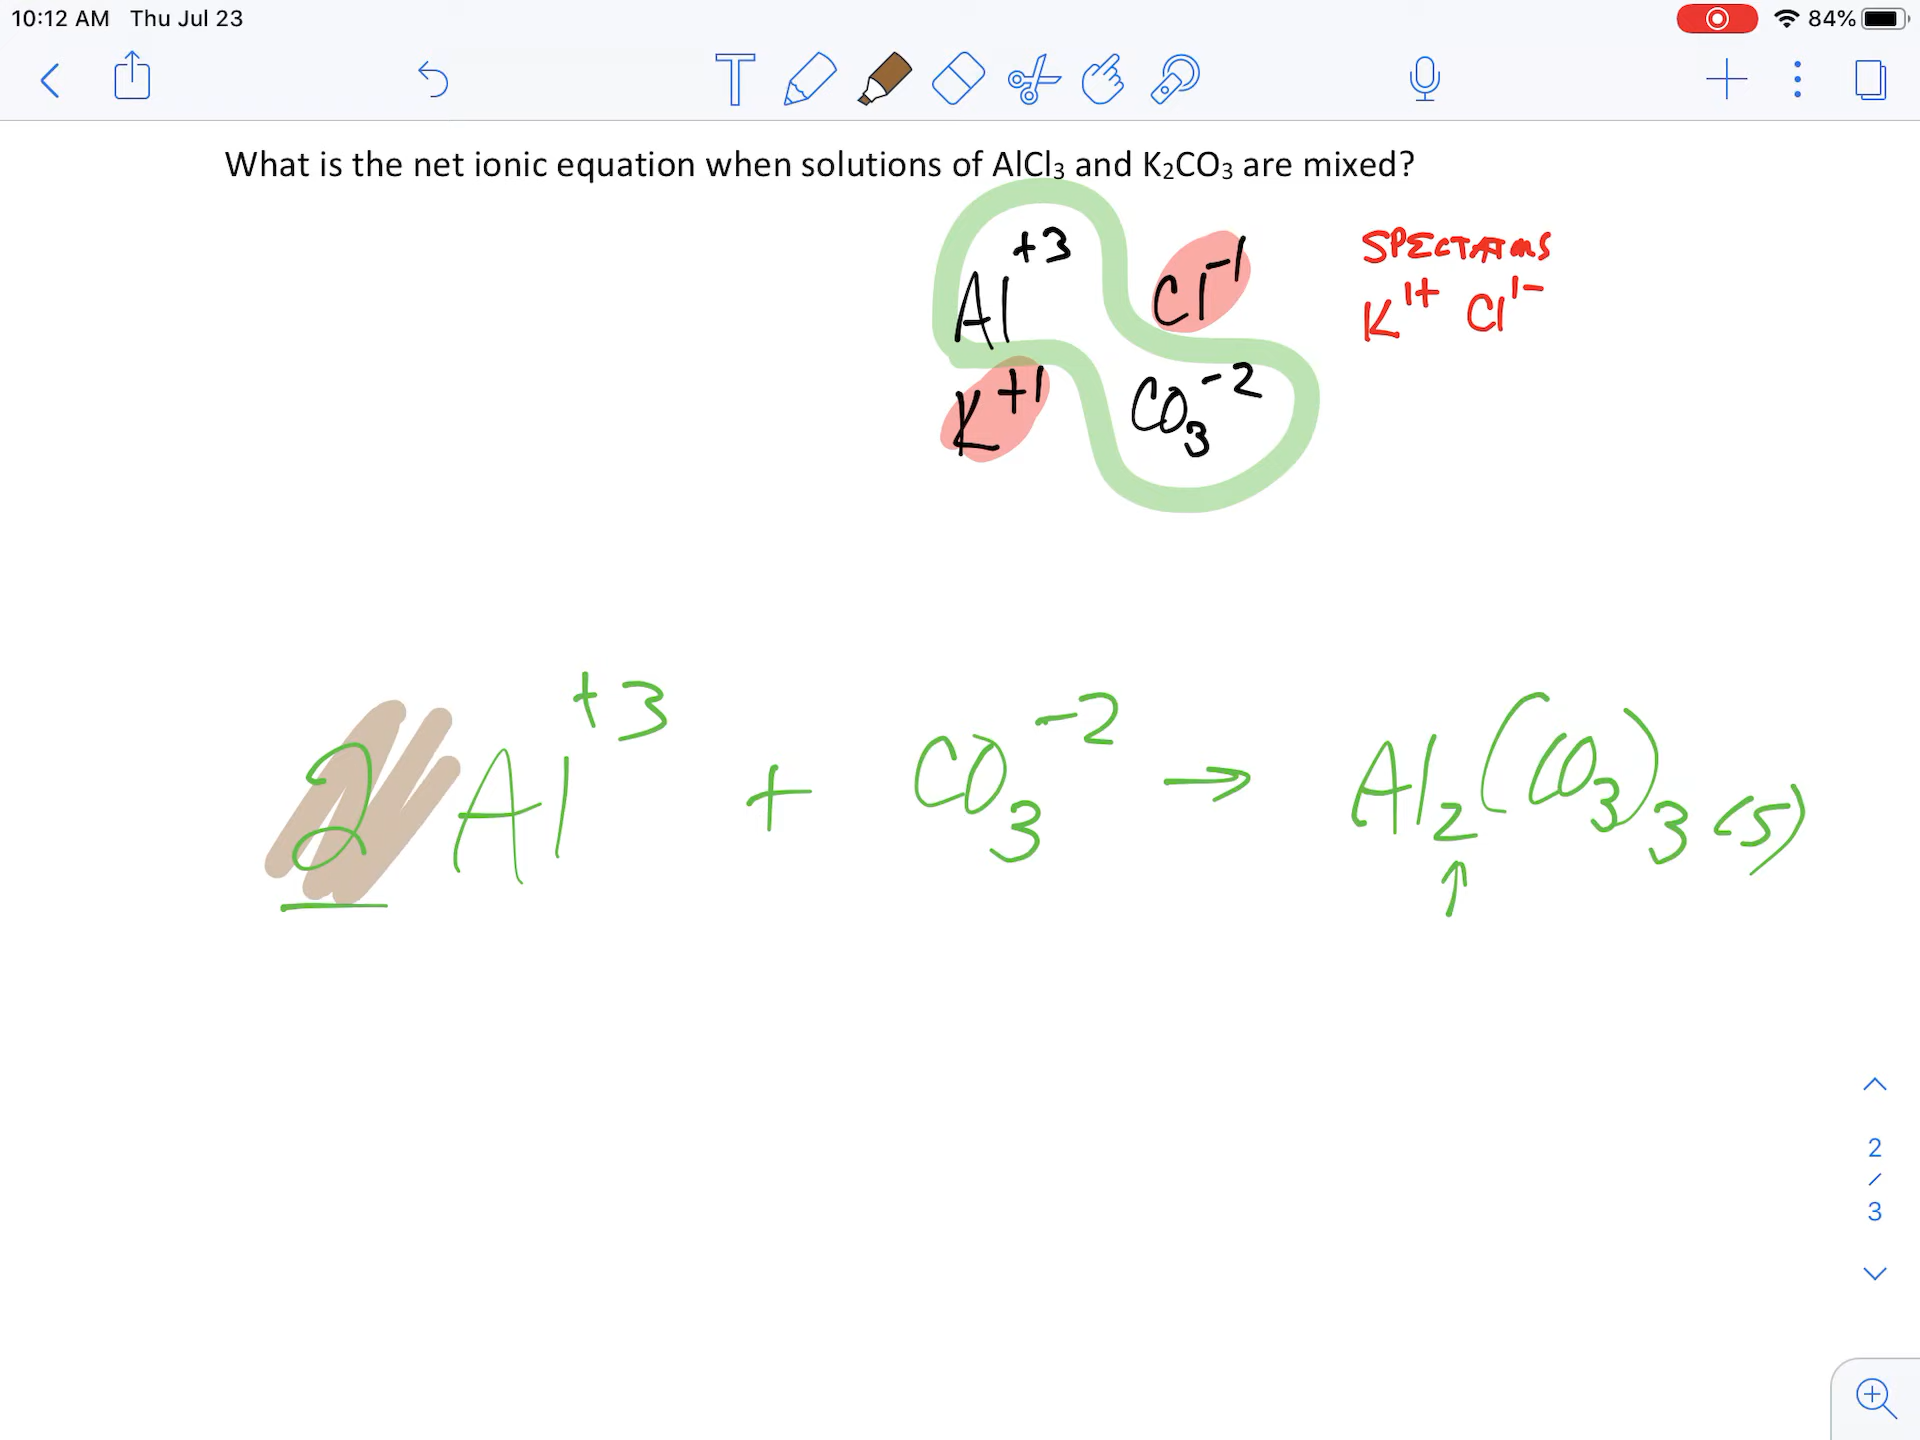 10:12 AM Thu Jul 23 84%
T
What is the net ionic equation when solutions of AlCl₃ and K₂CO₃ are mixed?
Al⁺³ Cl⁻¹
K⁺¹ CO₃⁻²
SPECTATORS
K¹⁺ Cl¹⁻
2 Al⁺³ + CO₃⁻² → Al₂(CO₃)₃(s)
↑
2
/
3